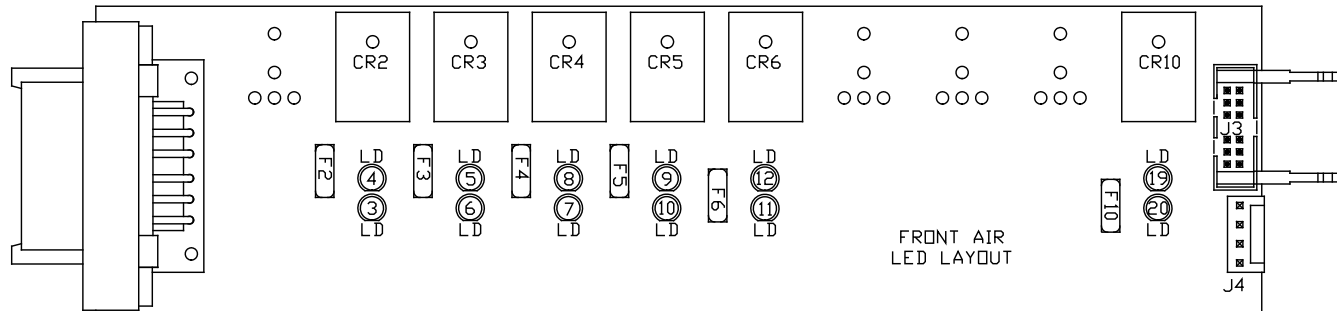 CR2 CR3 CR4 CR5 CR6 CR10
J3
LD LD LD LD LD LD
F2 4 F3 5 F4 8 F5 9 F6 12 F10 19
3 6 7 10 11 20
LD LD LD LD LD LD
FRONT AIR
LED LAYOUT
J4